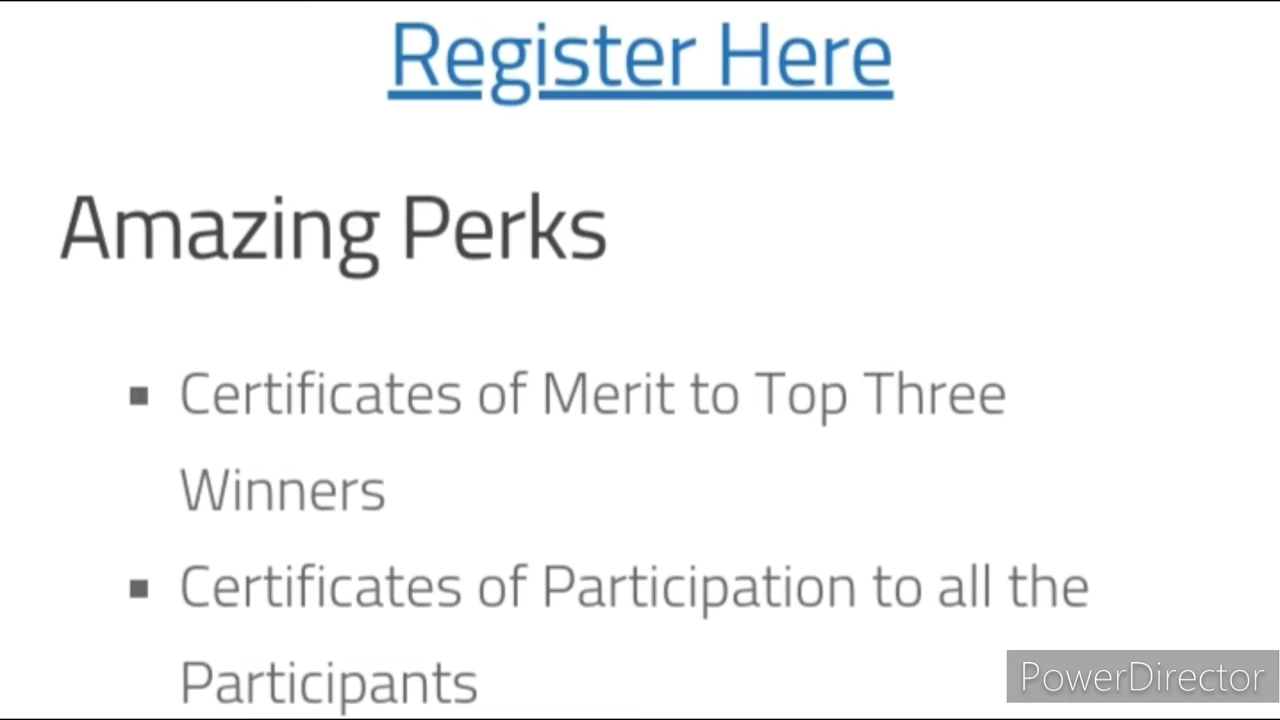 Register Here
Amazing Perks
▪ Certificates of Merit to Top Three
Winners
▪ Certificates of Participation to all the
Participants
PowerDirector